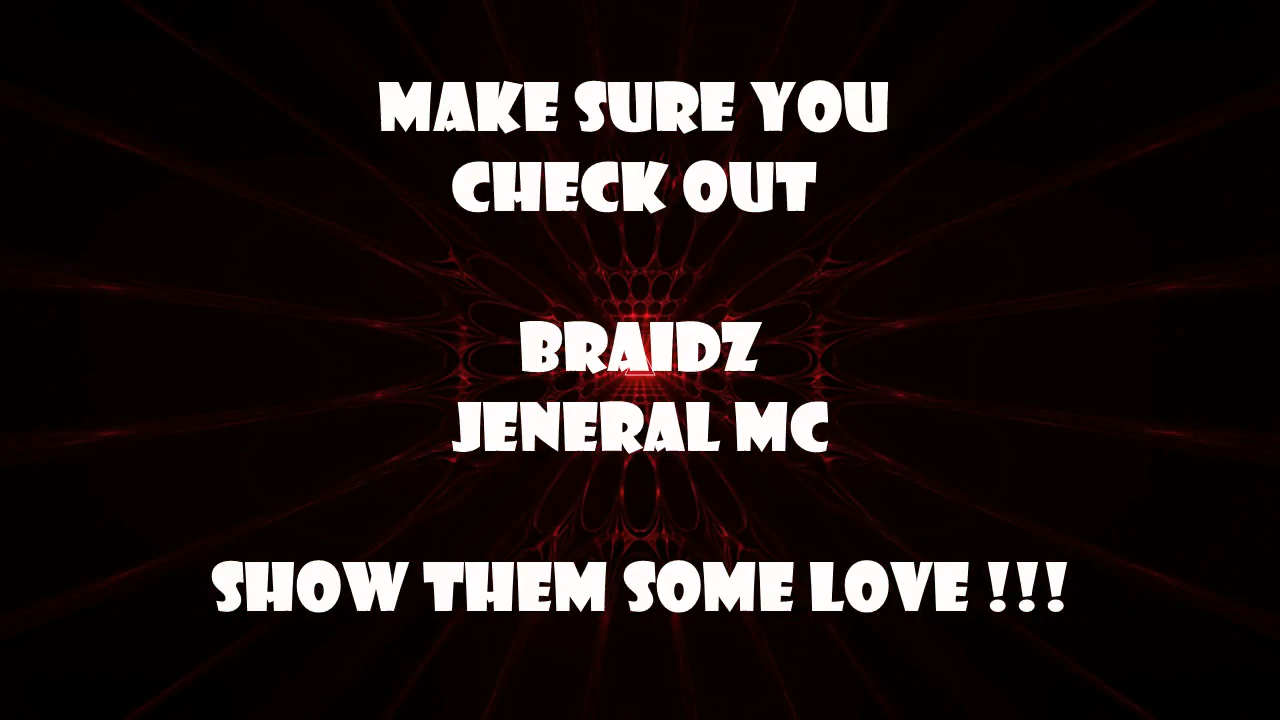 MAKE SURE YOU
CHECK OUT
BRAIDZ
JENERAL MC
SHOW THEM SOME LOVE !!!